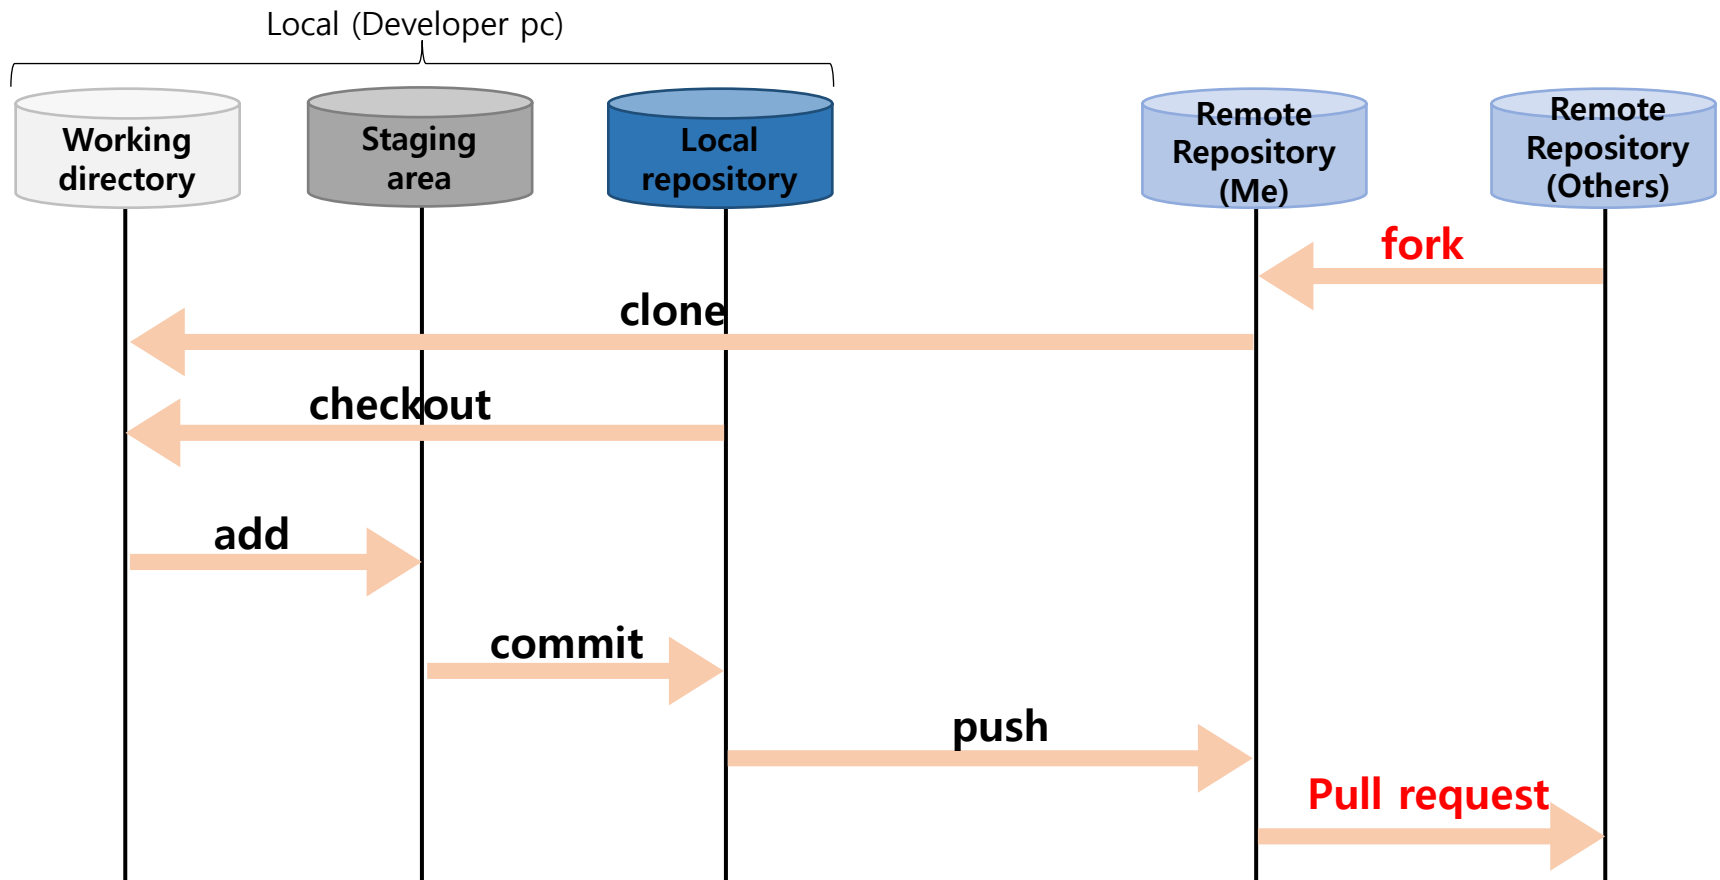 Local (Developer pc)
Working
directory
Staging
area
Local
repository
Remote
Repository
(Me)
Remote
Repository
(Others)
fork
clone
checkout
add
commit
push
Pull request